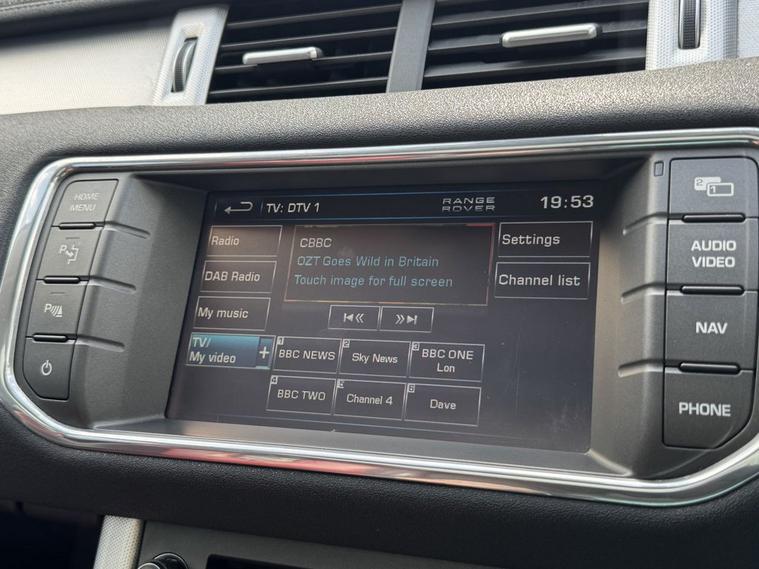 HOME
MENU
TV: DTV 1
RANGE
ROVER
19:53
Radio
DAB Radio
My music
TV/
My video
+
CBBC
OZT Goes Wild in Britain
Touch image for full screen
Settings
Channel list
1 BBC NEWS
2 Sky News
3 BBC ONE
Lon
4 BBC TWO
5 Channel 4
6 Dave
P
P
2 1
AUDIO
VIDEO
NAV
PHONE